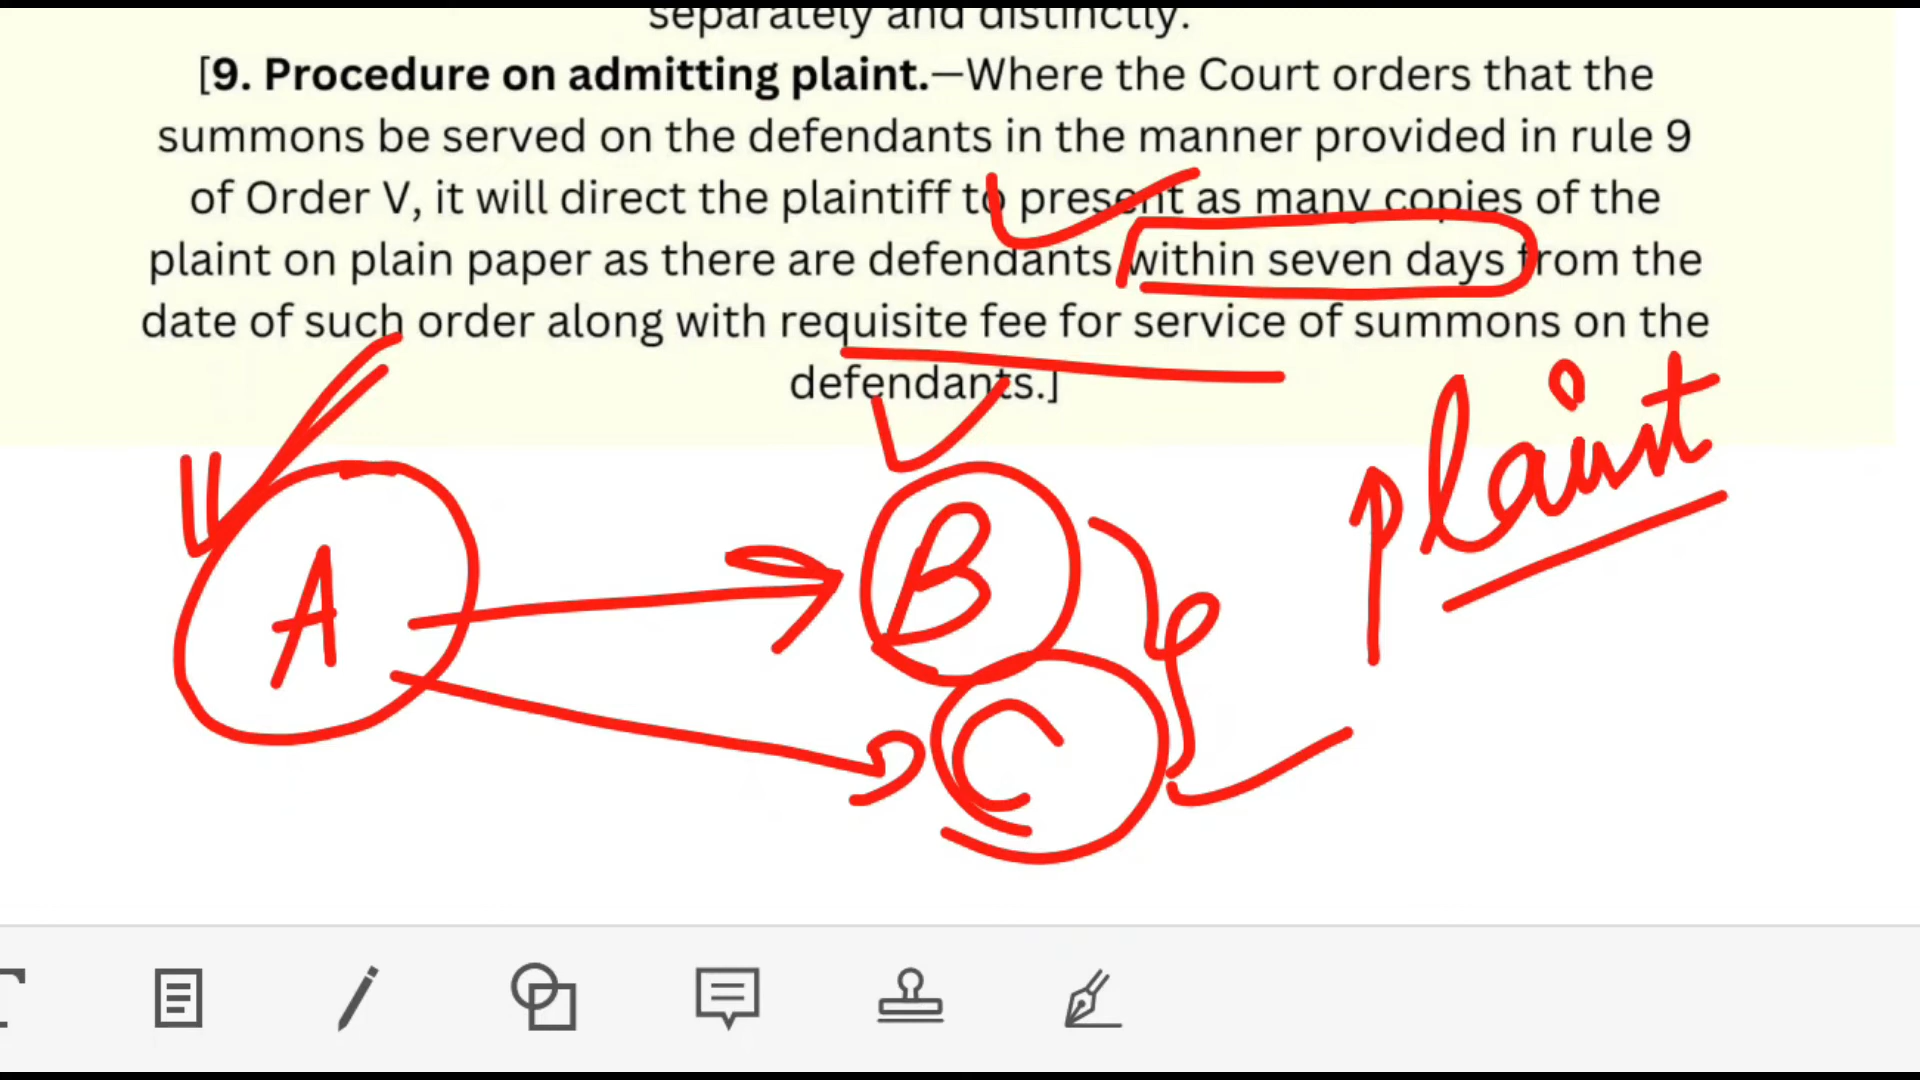 separately and distinctly.
[9. Procedure on admitting plaint.—Where the Court orders that the
summons be served on the defendants in the manner provided in rule 9
of Order V, it will direct the plaintiff to present as many copies of the
plaint on plain paper as there are defendants within seven days from the
date of such order along with requisite fee for service of summons on the
defendants.]
plaint
A
B
C
T